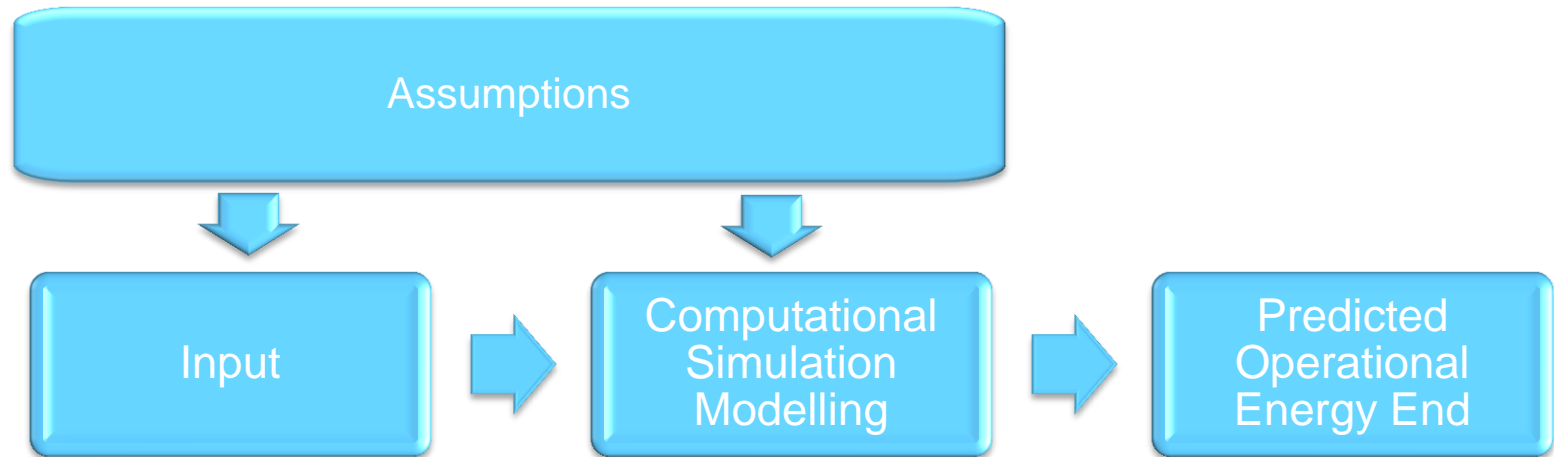 Assumptions
Input
Computational
Simulation
Modelling
Predicted
Operational
Energy End